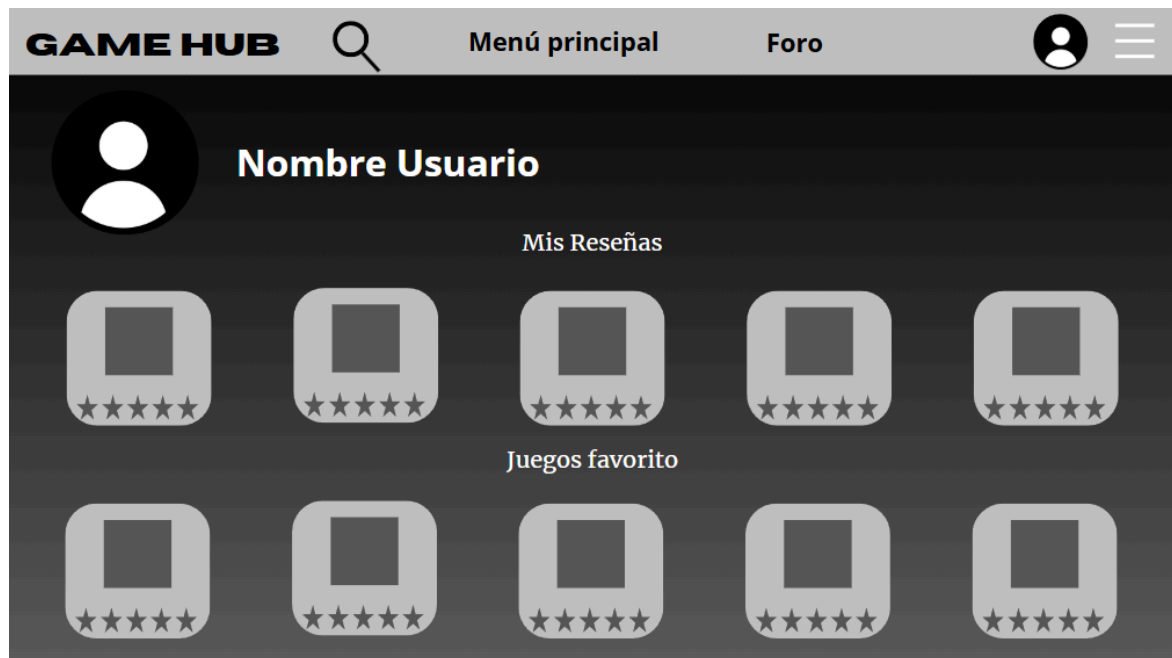 GAME HUB
Menú principal
Foro
Nombre Usuario
Mis Reseñas
Juegos favorito